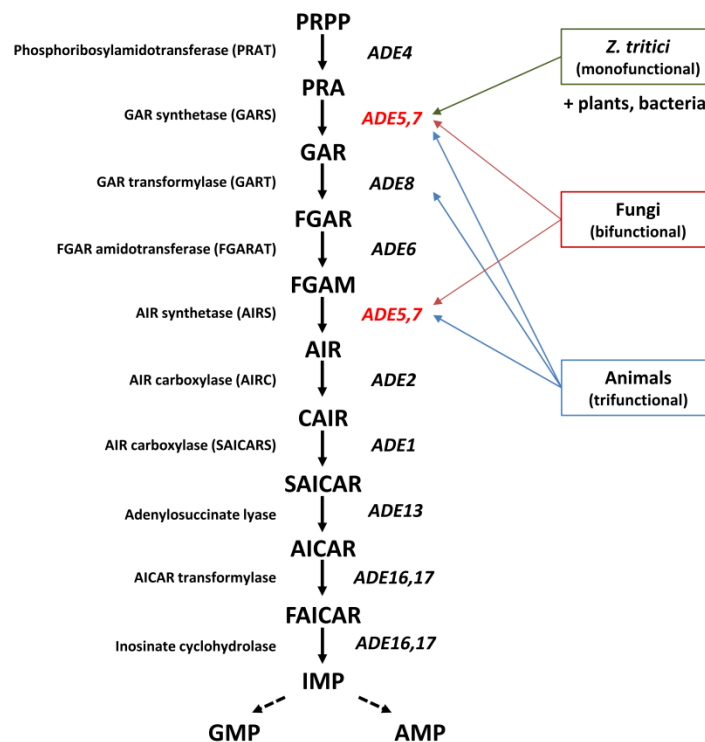 PRPP
Phosphoribosylamidotransferase (PRAT)
ADE4
PRA
GAR synthetase (GARS)
ADE5,7
GAR
GAR transformylase (GART)
ADE8
FGAR
FGAR amidotransferase (FGARAT)
ADE6
FGAM
AIR synthetase (AIRS)
ADE5,7
AIR
AIR carboxylase (AIRC)
ADE2
CAIR
AIR carboxylase (SAICARS)
ADE1
SAICAR
Adenylosuccinate lyase
ADE13
AICAR
AICAR transformylase
ADE16,17
FAICAR
Inosinate cyclohydrolase
ADE16,17
IMP
GMP
AMP
Z. tritici
(monofunctional)
+ plants, bacteria
Fungi
(bifunctional)
Animals
(trifunctional)